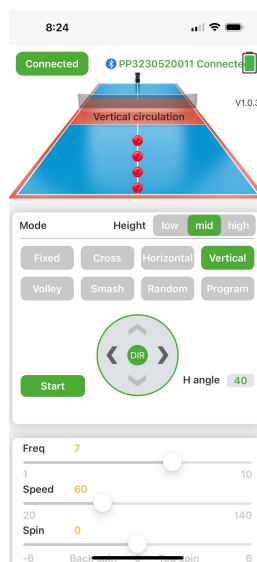 8:24
Connected PP3230520011 Connecte
V1.0.3
Vertical circulation
Mode Height low mid high
Fixed Cross Horizontal Vertical
Volley Smash Random Program
DIR
Start H angle 40
Freq 7
1 10
Speed 60
20 140
Spin 0
-6 Back spin 0 Top spin 6